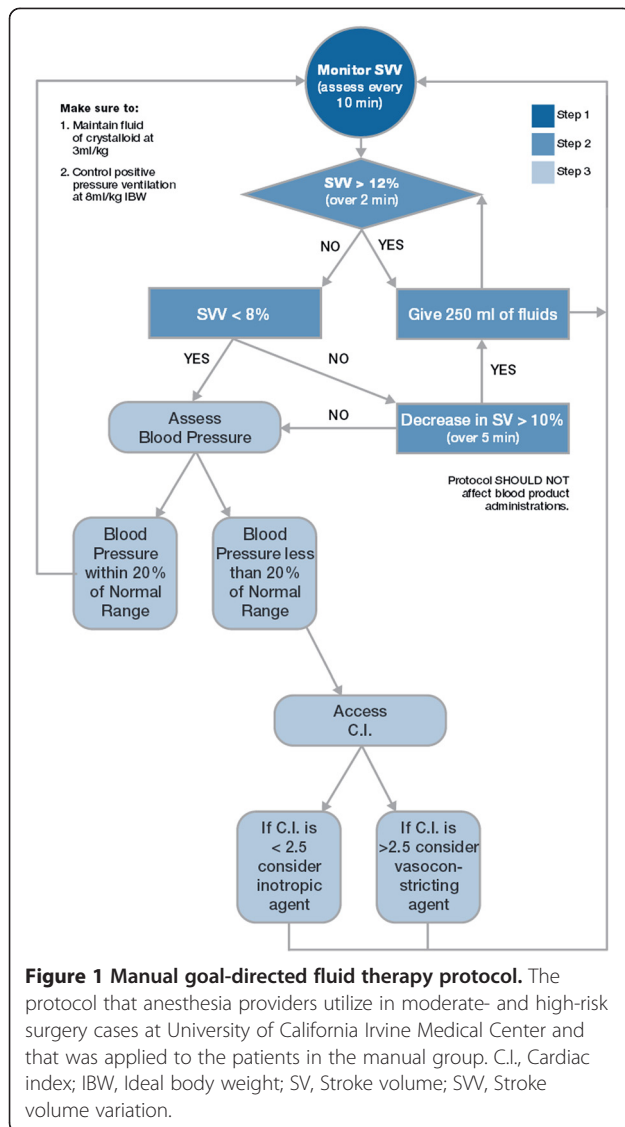 Monitor SVV
(assess every
10 min)
Make sure to:
1. Maintain fluid
of crystalloid at
3ml/kg
2. Control positive
pressure ventilation
at 8ml/kg IBW
Step 1
Step 2
Step 3
SVV > 12%
(over 2 min)
NO
YES
SVV < 8%
Give 250 ml of fluids
YES
NO
YES
Assess
Blood Pressure
NO
Decrease in SV > 10%
(over 5 min)
Protocol SHOULD NOT
affect blood product
administrations.
Blood
Pressure
within 20%
of Normal
Range
Blood
Pressure less
than 20%
of Normal
Range
Access
C.I.
If C.I. is
< 2.5
consider
inotropic
agent
If C.I. is
>2.5 consider
vasocon-
stricting
agent
Figure 1 Manual goal-directed fluid therapy protocol. The
protocol that anesthesia providers utilize in moderate- and high-risk
surgery cases at University of California Irvine Medical Center and
that was applied to the patients in the manual group. C.I., Cardiac
index; IBW, Ideal body weight; SV, Stroke volume; SVV, Stroke
volume variation.